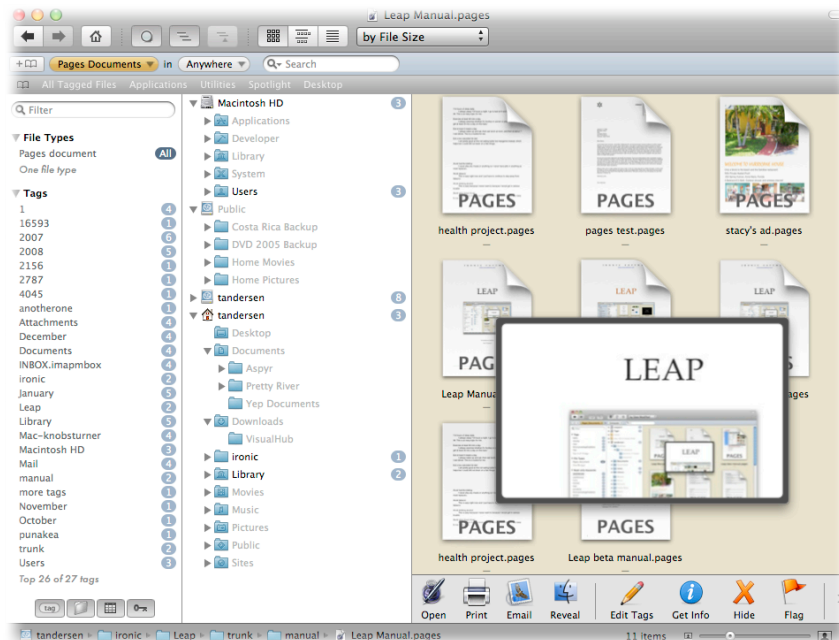 Leap Manual.pages
by File Size
Pages Documents in Anywhere Search
All Tagged Files Applications Utilities Spotlight Desktop
Filter
File Types
Pages document All
One file type
Tags
1 4
16593 1
2007 6
2008 5
2156 1
2787 1
4045 1
anotherone 1
Attachments 4
December 4
Documents 4
INBOX.imapmbox 4
ironic 2
January 5
Leap 2
Library 5
Mac-knobsturner 4
Macintosh HD 3
Mail 4
manual 2
more tags 1
November 1
October 1
punakea 1
trunk 2
Users 3
Top 26 of 27 tags
tag
Macintosh HD 3
Applications
Developer
Library
System
Users 3
Public
Costa Rica Backup
DVD 2005 Backup
Home Movies
Home Pictures
tandersen 8
tandersen 3
Desktop
Documents
Aspyr
Pretty River
Yep Documents
Downloads
VisualHub
ironic 1
Library 2
Movies
Music
Pictures
Public
Sites
PAGES PAGES PAGES
health project.pages pages test.pages stacy's ad.pages
LEAP LEAP LEAP
PAG
Leap Manua ages
LEAP
LEAP
PAGES PAGES
health project.pages Leap beta manual.pages
Open Print Email Reveal Edit Tags Get Info Hide Flag
tandersen ironic Leap trunk manual Leap Manual.pages 11 items